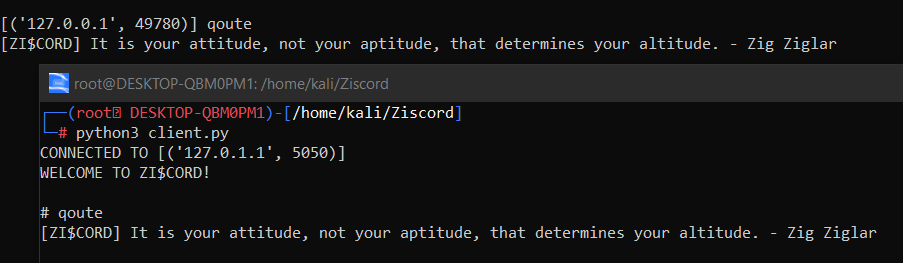 [('127.0.0.1', 49780)] qoute
[ZI$CORD] It is your attitude, not your aptitude, that determines your altitude. - Zig Ziglar
root@DESKTOP-QBM0PM1: /home/kali/Ziscord
┌──(root DESKTOP-QBM0PM1)-[/home/kali/Ziscord]
└─# python3 client.py
CONNECTED TO [('127.0.1.1', 5050)]
WELCOME TO ZI$CORD!
# qoute
[ZI$CORD] It is your attitude, not your aptitude, that determines your altitude. - Zig Ziglar